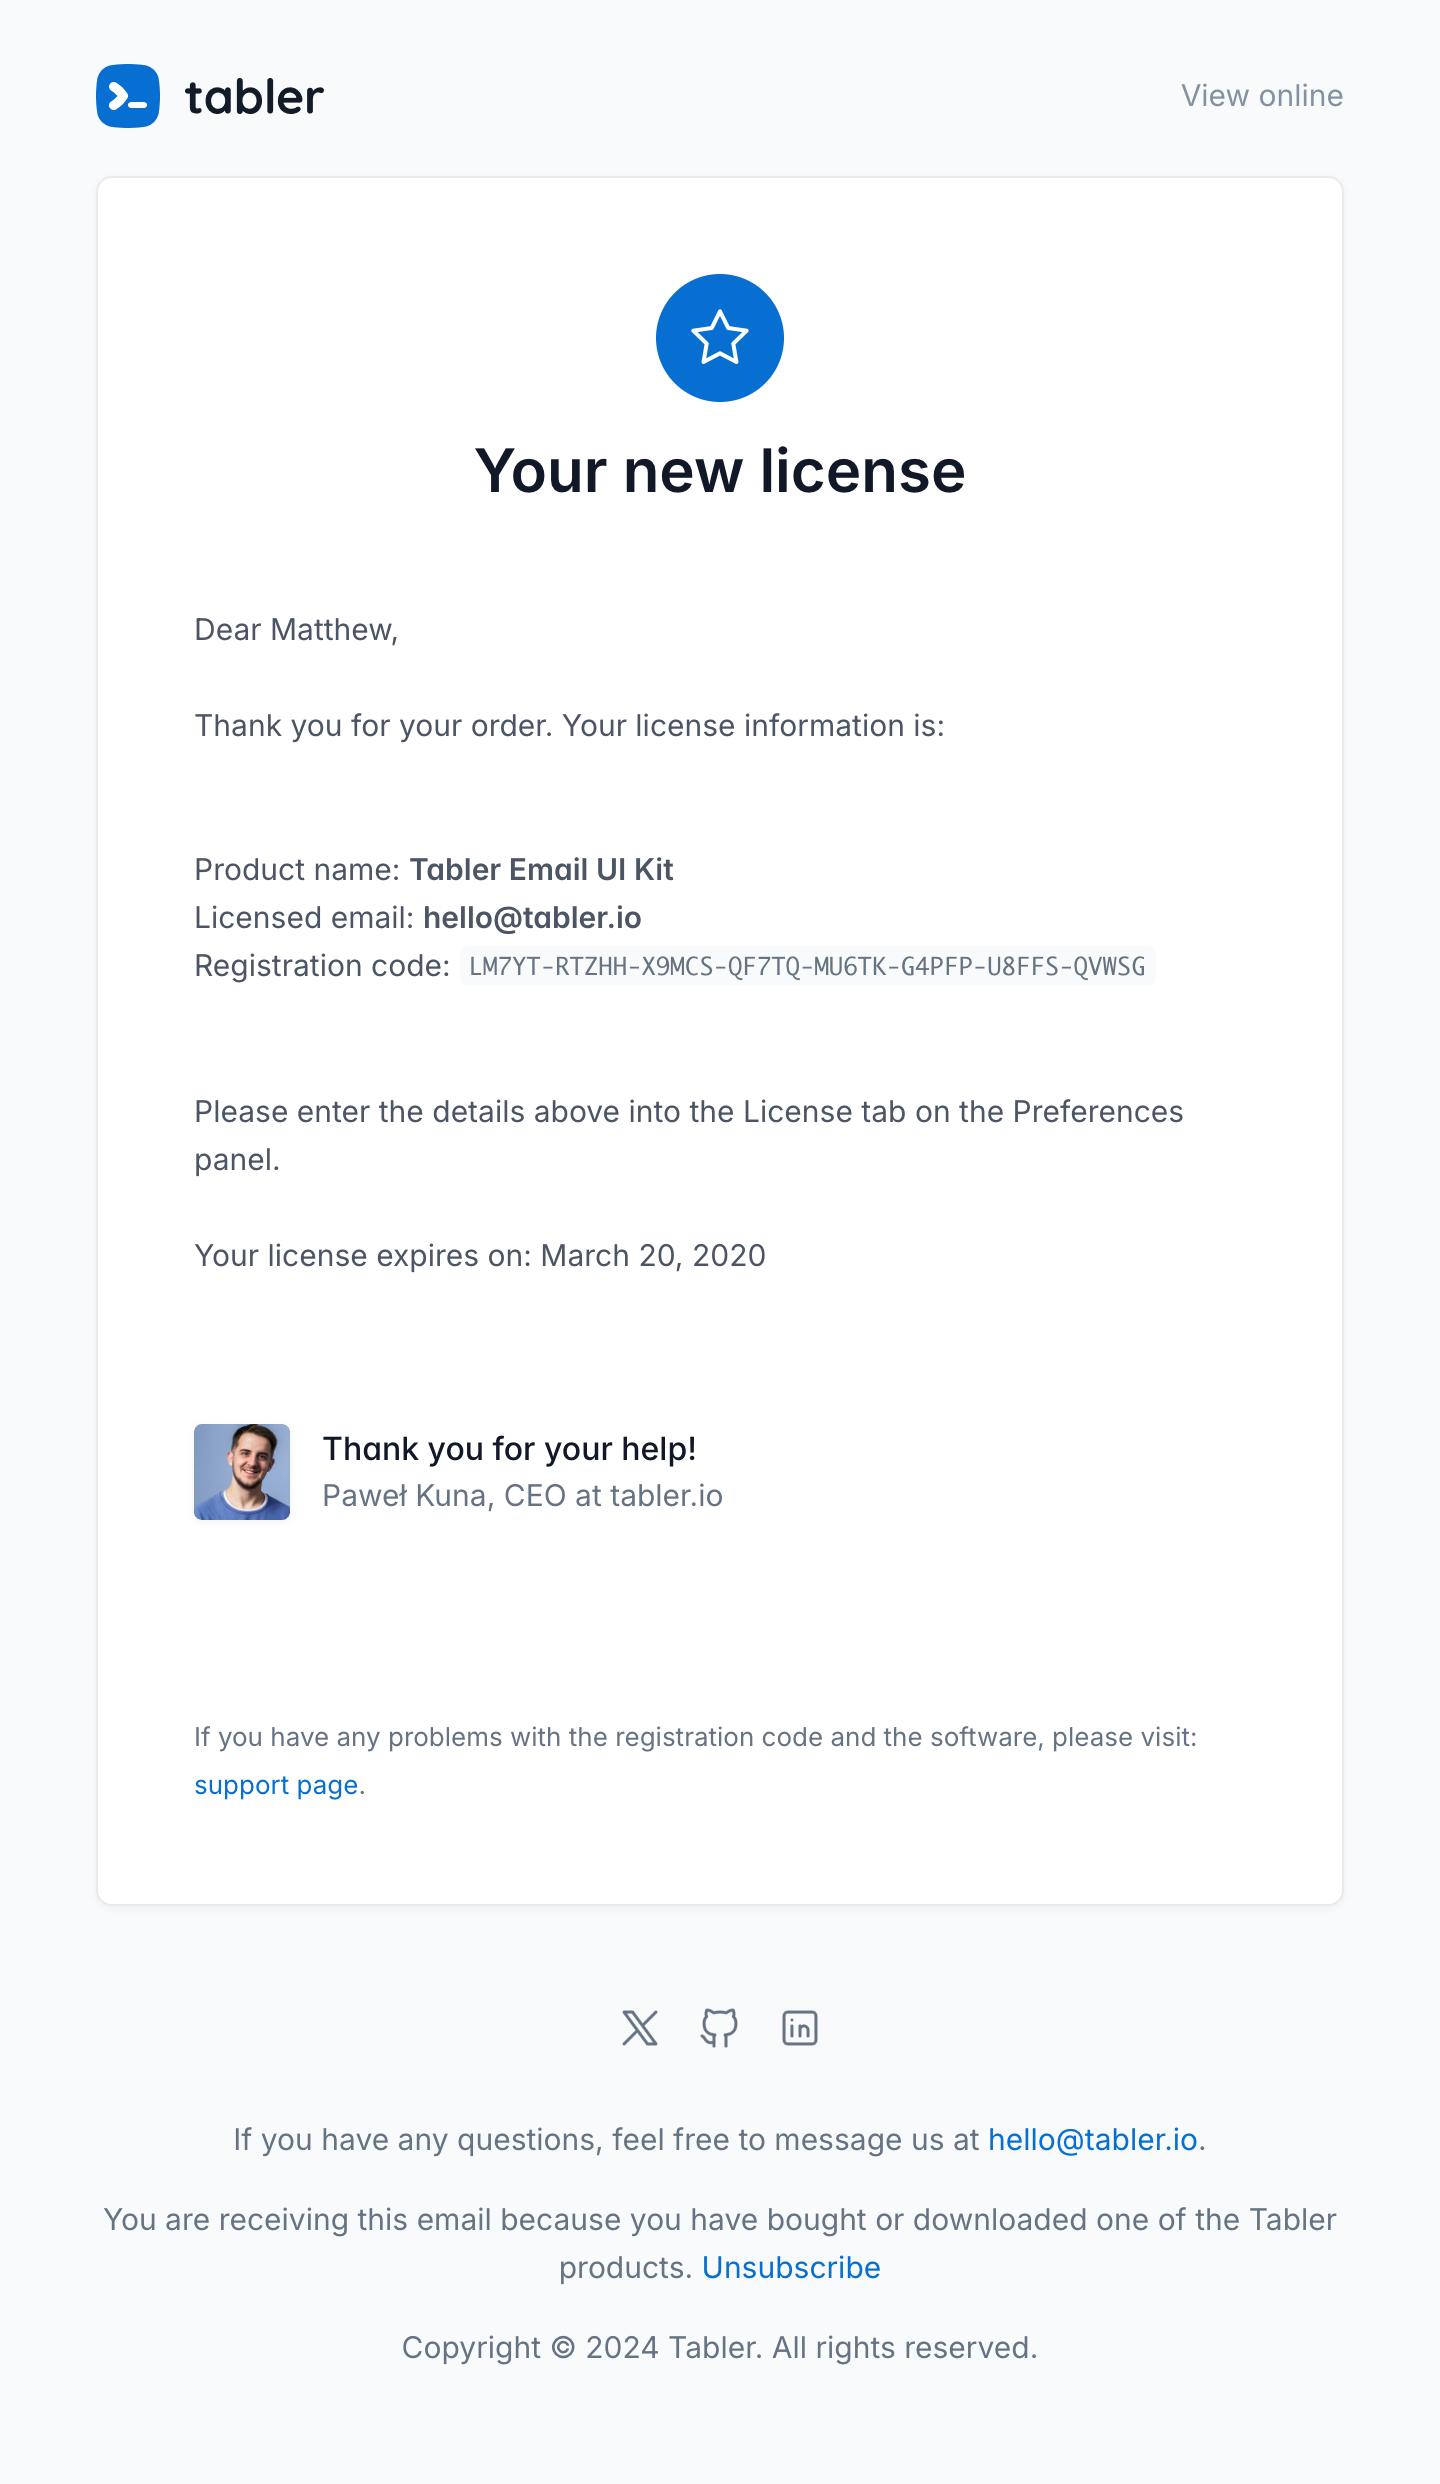 tabler
View online
Your new license
Dear Matthew,
Thank you for your order. Your license information is:
Product name: Tabler Email UI Kit
Licensed email: hello@tabler.io
Registration code: LM7YT-RTZHH-X9MCS-QF7TQ-MU6TK-G4PFP-U8FFS-QVWSG
Please enter the details above into the License tab on the Preferences
panel.
Your license expires on: March 20, 2020
Thank you for your help!
Paweł Kuna, CEO at tabler.io
If you have any problems with the registration code and the software, please visit:
support page.
If you have any questions, feel free to message us at hello@tabler.io.
You are receiving this email because you have bought or downloaded one of the Tabler
products. Unsubscribe
Copyright © 2024 Tabler. All rights reserved.